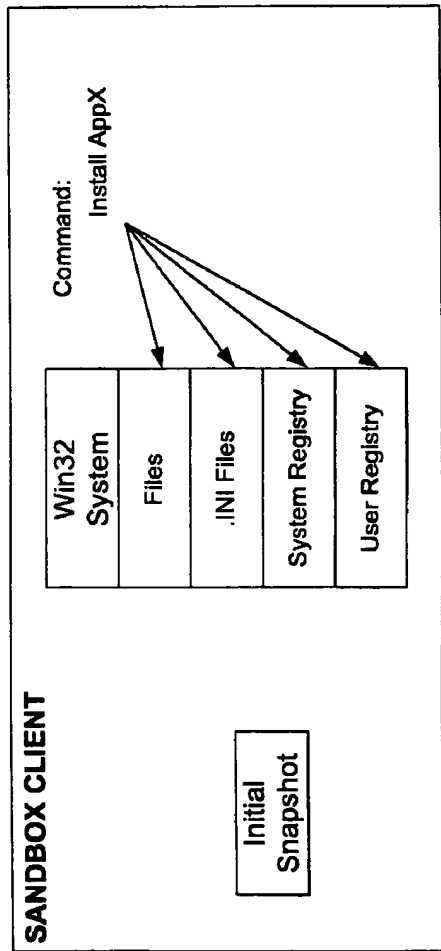 SANDBOX CLIENT
Initial
Snapshot
Win32
System
Files
.INI Files
System Registry
User Registry
Command:
Install AppX